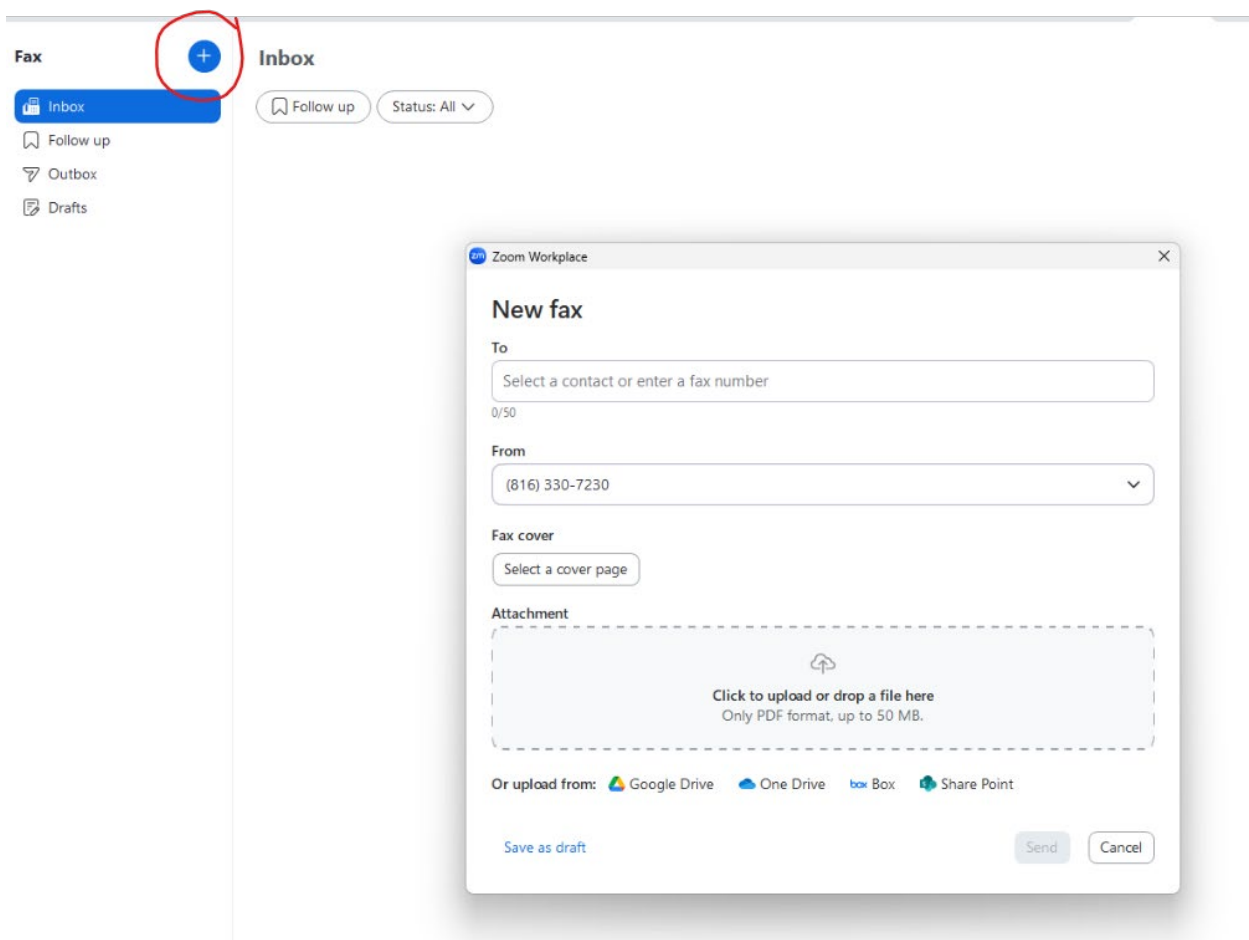 Fax
+
Inbox
Inbox
Follow up
Outbox
Drafts
Follow up
Status: All
zm Zoom Workplace
New fax
To
Select a contact or enter a fax number
0/50
From
(816) 330-7230
Fax cover
Select a cover page
Attachment
Click to upload or drop a file here
Only PDF format, up to 50 MB.
Or upload from: Google Drive One Drive box Box Share Point
Save as draft Send Cancel